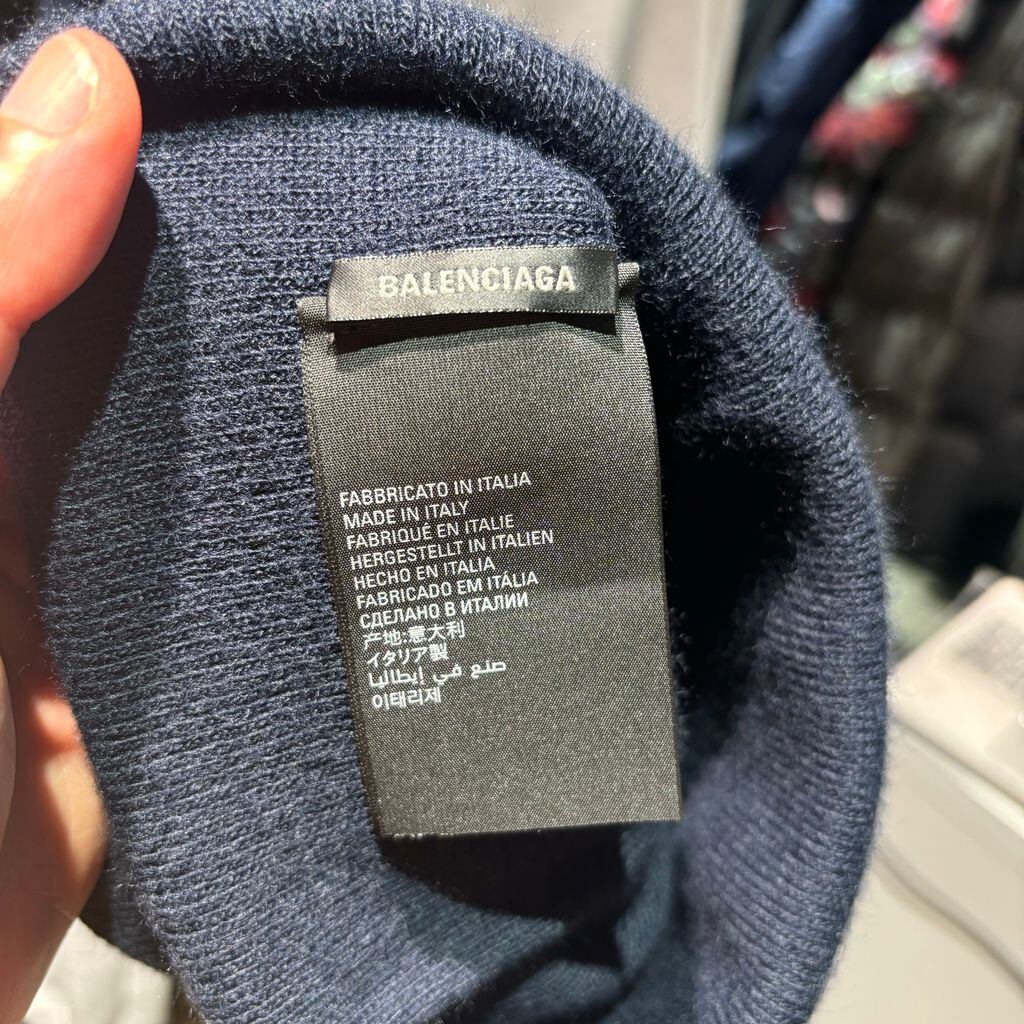 BALENCIAGA
FABBRICATO IN ITALIA
MADE IN ITALY
FABRIQUÉ EN ITALIE
HERGESTELLT IN ITALIEN
HECHO EN ITALIA
FABRICADO EM ITÁLIA
СДЕЛАНО В ИТАЛИИ
产地:意大利
イタリア製
صنع في إيطاليا
이태리제